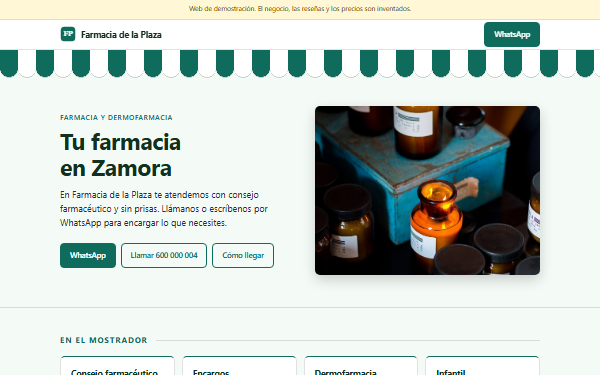 Web de demostración. El negocio, las reseñas y los precios son inventados.
FP Farmacia de la Plaza
WhatsApp
FARMACIA Y DERMOFARMACIA
Tu farmacia
en Zamora
En Farmacia de la Plaza te atendemos con consejo
farmacéutico y sin prisas. Llámanos o escríbenos por
WhatsApp para encargar lo que necesites.
WhatsApp
Llamar 600 000 004
Cómo llegar
EN EL MOSTRADOR
Consejo farmacéutico
Encargos
Dermofarmacia
Infantil